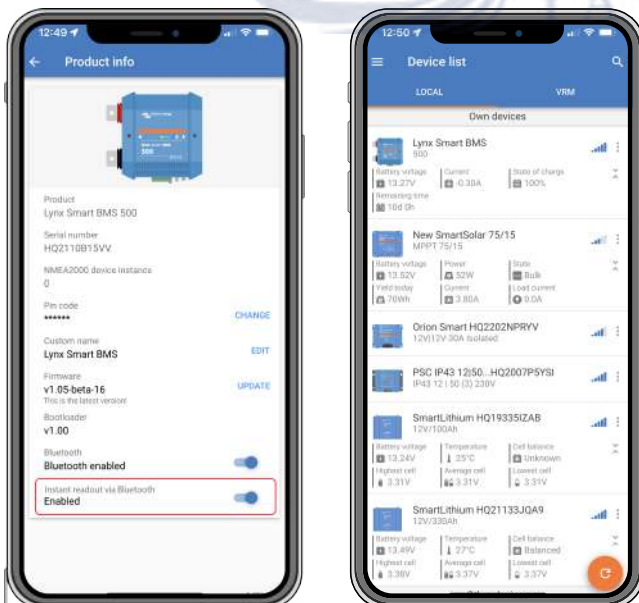 12:49
Product info
Product
Lynx Smart BMS 500
Serial number
HQ2110B15VV
NMEA2000 device instance
0
Pin code
******
CHANGE
Custom name
Lynx Smart BMS
EDIT
Firmware
v1.05-beta-16
UPDATE
This is the latest version!
Bootloader
v1.00
Bluetooth
Bluetooth enabled
Instant readout via Bluetooth
Enabled
12:50
Device list
LOCAL VRM
Own devices
Lynx Smart BMS
500
Battery voltage Current State of charge
13.27V -0.30A 100%
Remaining time
10d 0h
New SmartSolar 75/15
MPPT 75/15
Battery voltage Power State
13.52V 52W Bulk
Yield today Current Load current
70Wh 3.80A 0.0A
Orion Smart HQ2202NPRYV
12V|12V-30A Isolated
PSC IP43 12|50...HQ2007P5YSI
IP43 12 | 50 (3) 230V
SmartLithium HQ19335IZAB
12V/100Ah
Battery voltage Temperature Cell balance
13.24V 25°C Unknown
Highest cell Average cell Lowest cell
3.31V 3.31V 3.31V
SmartLithium HQ21133JQA9
12V/330Ah
Battery voltage Temperature Cell balance
13.49V 27°C Balanced
Highest cell Average cell Lowest cell
3.38V 3.37V 3.37V